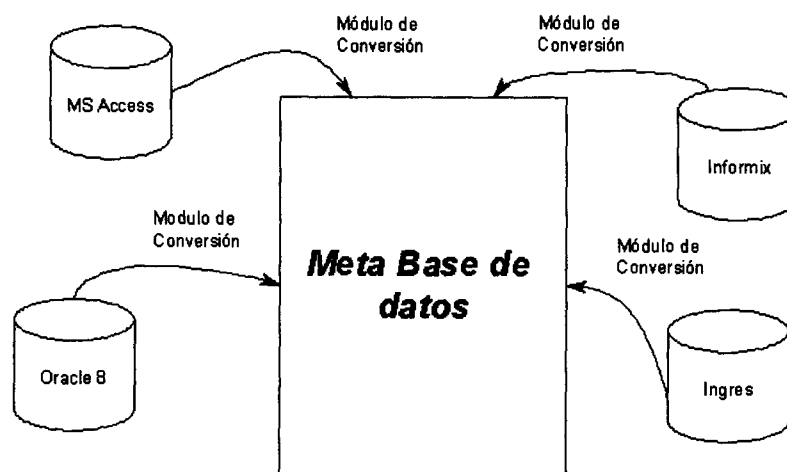 Módulo de
Conversión
Módulo de
Conversión
MS Access
Informix
Modulo de
Conversión
Meta Base de
datos
Módulo de
Conversión
Oracle 8
Ingres